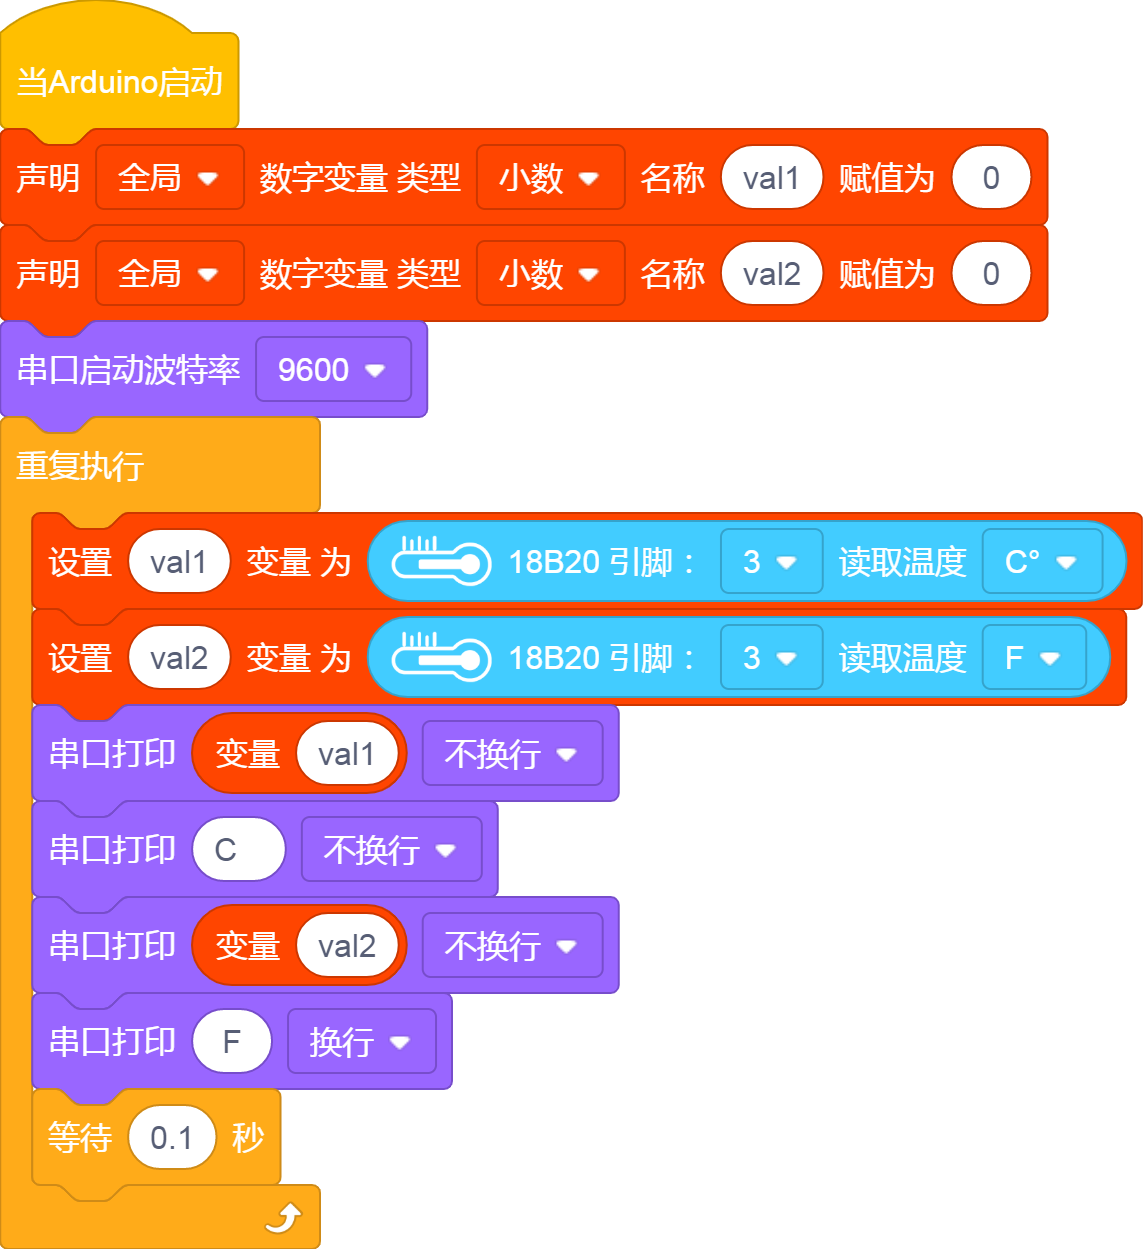 当Arduino启动
声明 全局 数字变量 类型 小数 名称 val1 赋值为 0
声明 全局 数字变量 类型 小数 名称 val2 赋值为 0
串口启动波特率 9600
重复执行
设置 val1 变量 为 18B20 引脚： 3 读取温度 C°
设置 val2 变量 为 18B20 引脚： 3 读取温度 F
串口打印 变量 val1 不换行
串口打印 C 不换行
串口打印 变量 val2 不换行
串口打印 F 换行
等待 0.1 秒